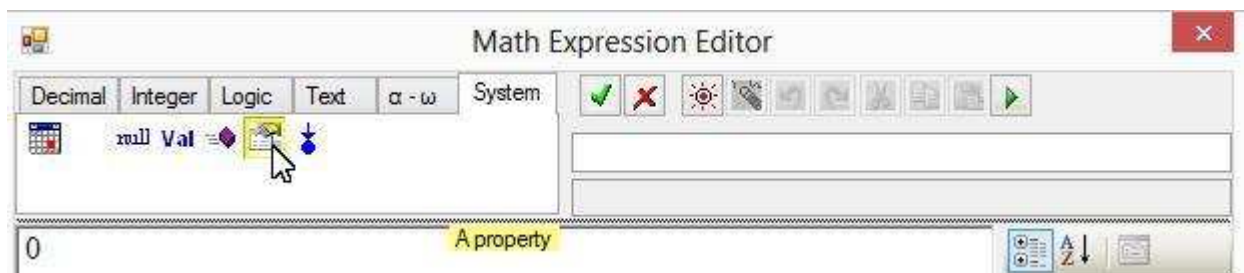 Math Expression Editor
Decimal Integer Logic Text α - ω System
null Val
A property
0
A Z